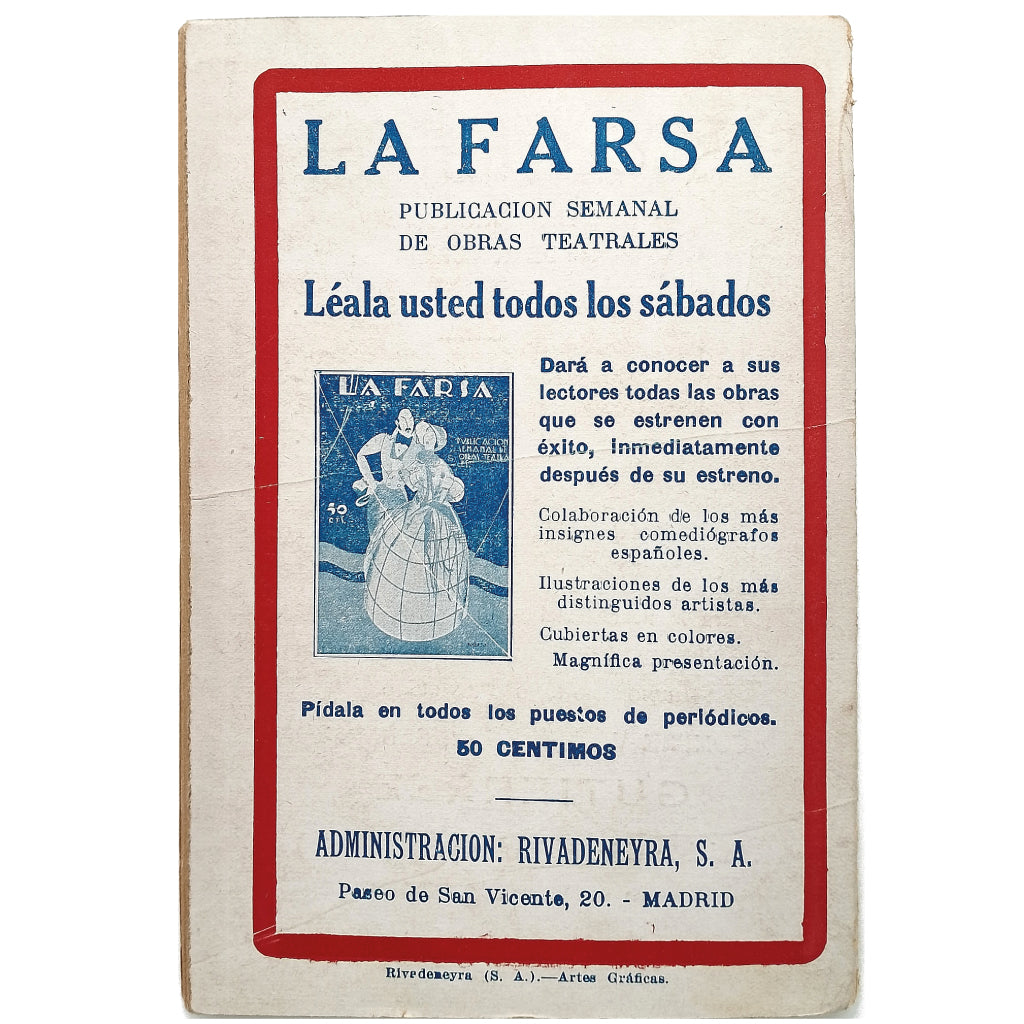 LA FARSA
PUBLICACION SEMANAL
DE OBRAS TEATRALES
Léala usted todos los sábados
LA FARSA
PUBLICACION
SEMANAL DE
OBRAS TEATRA
50
CTS
Dará a conocer a sus
lectores todas las obras
que se estrenen con
éxito, inmediatamente
después de su estreno.
Colaboración de los más
insignes comediógrafos
españoles.
Ilustraciones de los más
distinguidos artistas.
Cubiertas en colores.
Magnífica presentación.
Pídala en todos los puestos de periódicos.
50 CENTIMOS
ADMINISTRACION: RIVADENEYRA, S. A.
Paseo de San Vicente, 20. - MADRID
Rivadeneyra (S. A.).—Artes Gráficas.